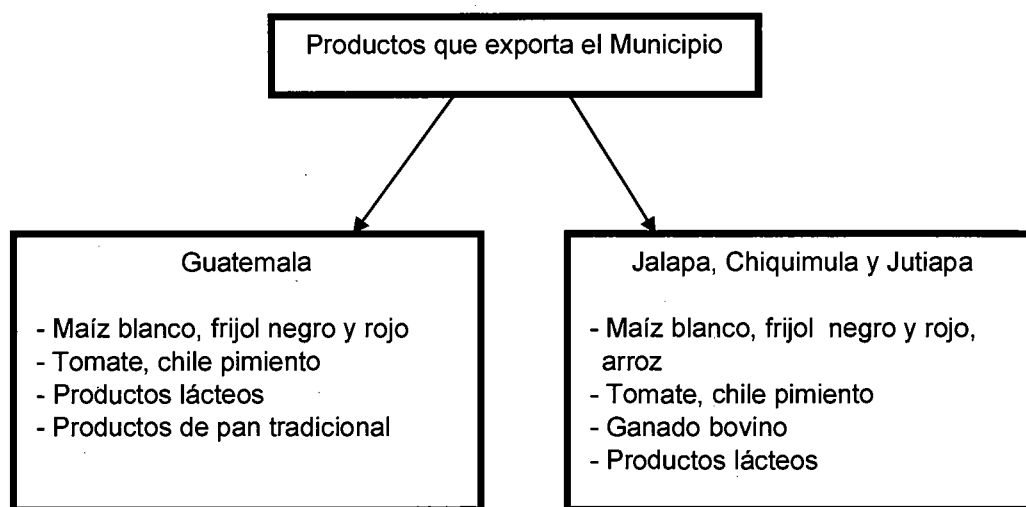 Productos que exporta el Municipio
Guatemala
- Maíz blanco, frijol negro y rojo
- Tomate, chile pimiento
- Productos lácteos
- Productos de pan tradicional
Jalapa, Chiquimula y Jutiapa
- Maíz blanco, frijol negro y rojo,
arroz
- Tomate, chile pimiento
- Ganado bovino
- Productos lácteos